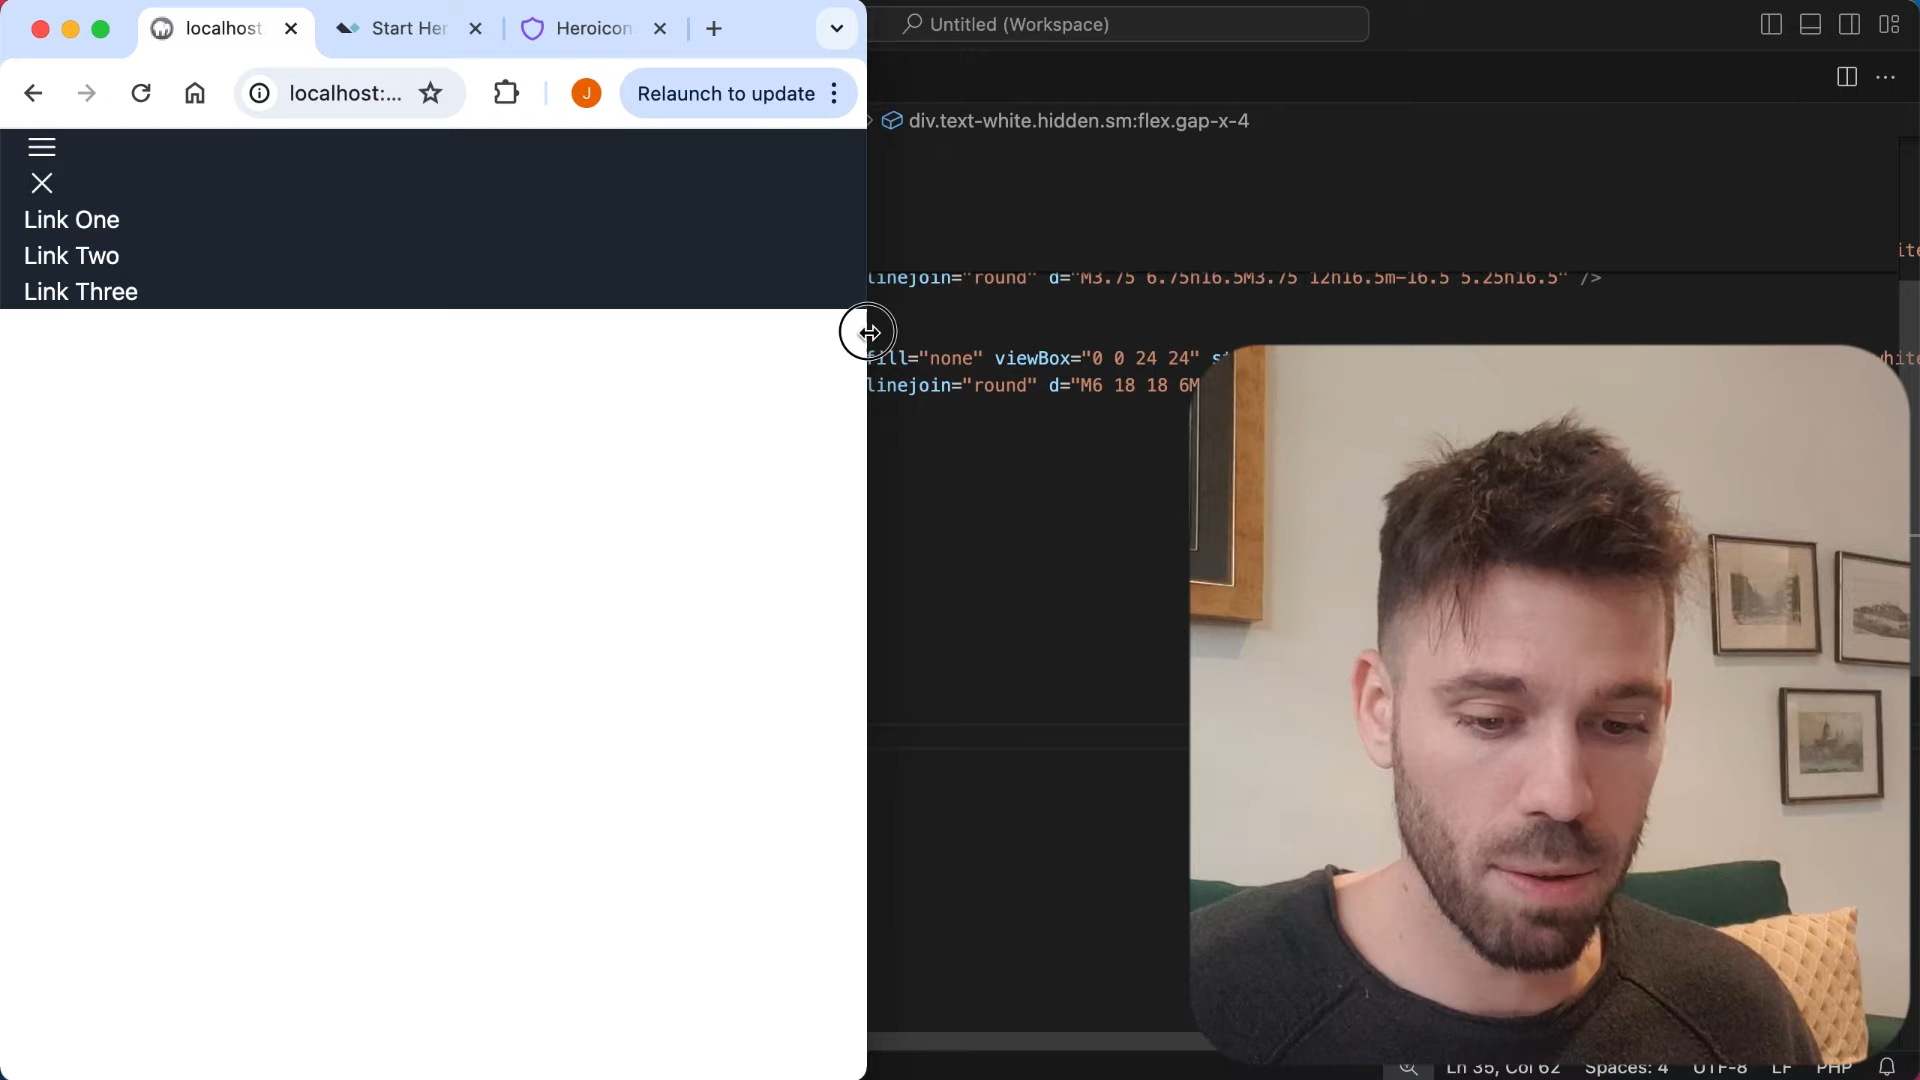 localhost
Start Her
Heroicon
localhost:...
J
Relaunch to update
Untitled (Workspace)
div.text-white.hidden.sm:flex.gap-x-4
Link One
Link Two
Link Three
linejoin="round" d="M3.75 6.75h16.5M3.75 12h16.5m-16.5 5.25h16.5" />
fill="none" viewBox="0 0 24 24"
linejoin="round" d="M6 18 18 6M
Ln 35, Col 62
Spaces: 4
UTF-8
LF
PHP